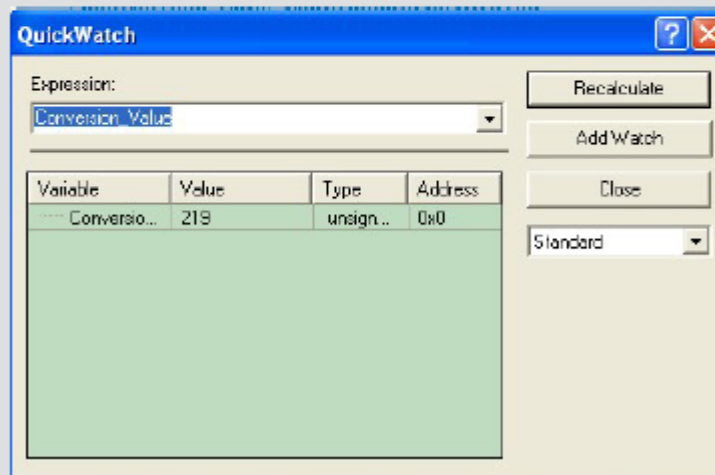 QuickWatch
Expression:
Conversion_Value
Recalculate
Add Watch
Close
Standard
Variable Value Type Address
Conversio... 219 unsign... 0x0